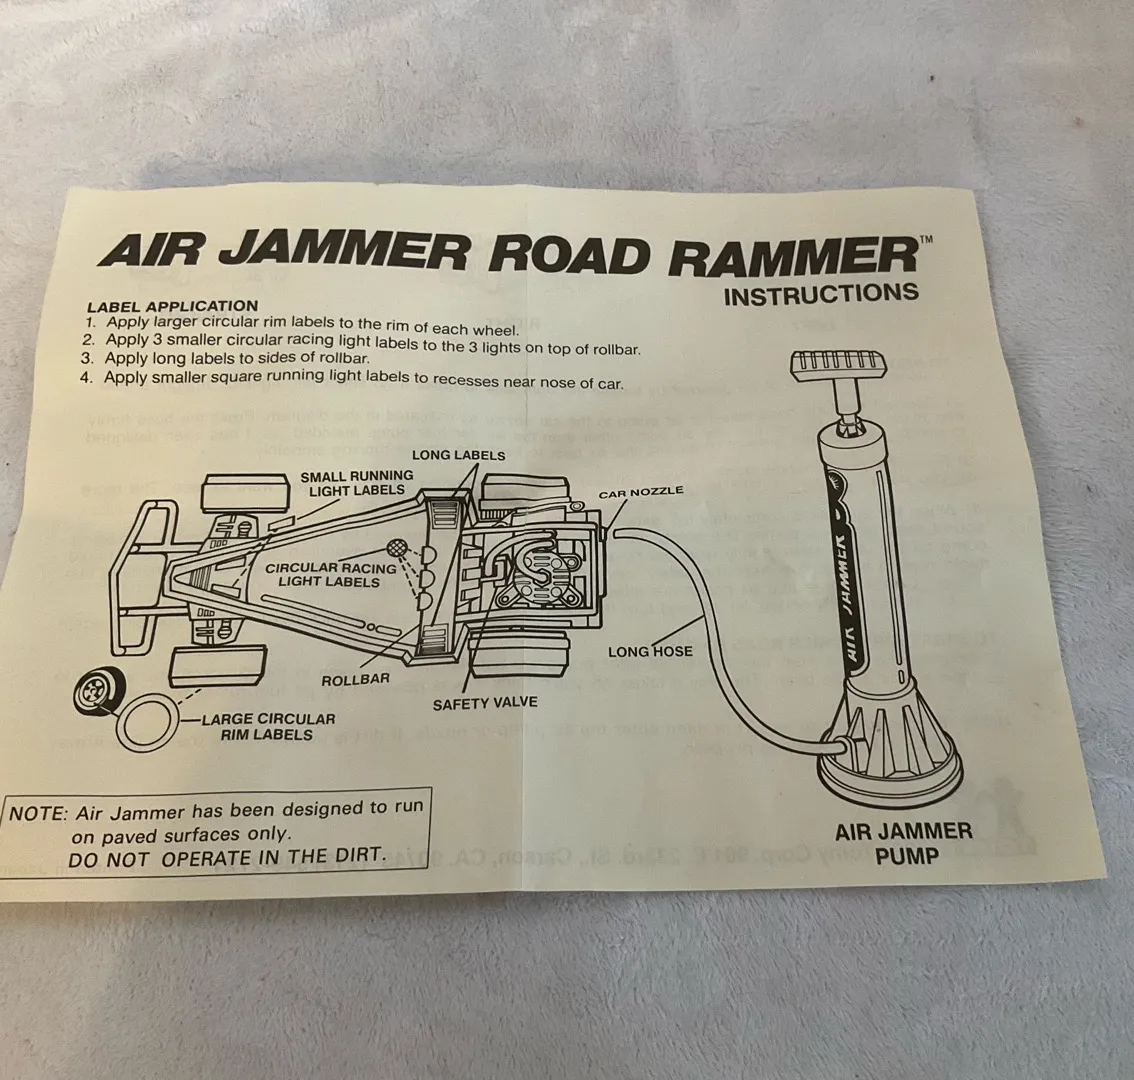 AIR JAMMER ROAD RAMMER™
INSTRUCTIONS
LABEL APPLICATION
1. Apply larger circular rim labels to the rim of each wheel.
2. Apply 3 smaller circular racing light labels to the 3 lights on top of rollbar.
3. Apply long labels to sides of rollbar.
4. Apply smaller square running light labels to recesses near nose of car.
LONG LABELS
SMALL RUNNING
LIGHT LABELS
CAR NOZZLE
CIRCULAR RACING
LIGHT LABELS
AIR JAMMER
LONG HOSE
ROLLBAR
SAFETY VALVE
LARGE CIRCULAR
RIM LABELS
NOTE: Air Jammer has been designed to run
on paved surfaces only.
DO NOT OPERATE IN THE DIRT.
AIR JAMMER
PUMP